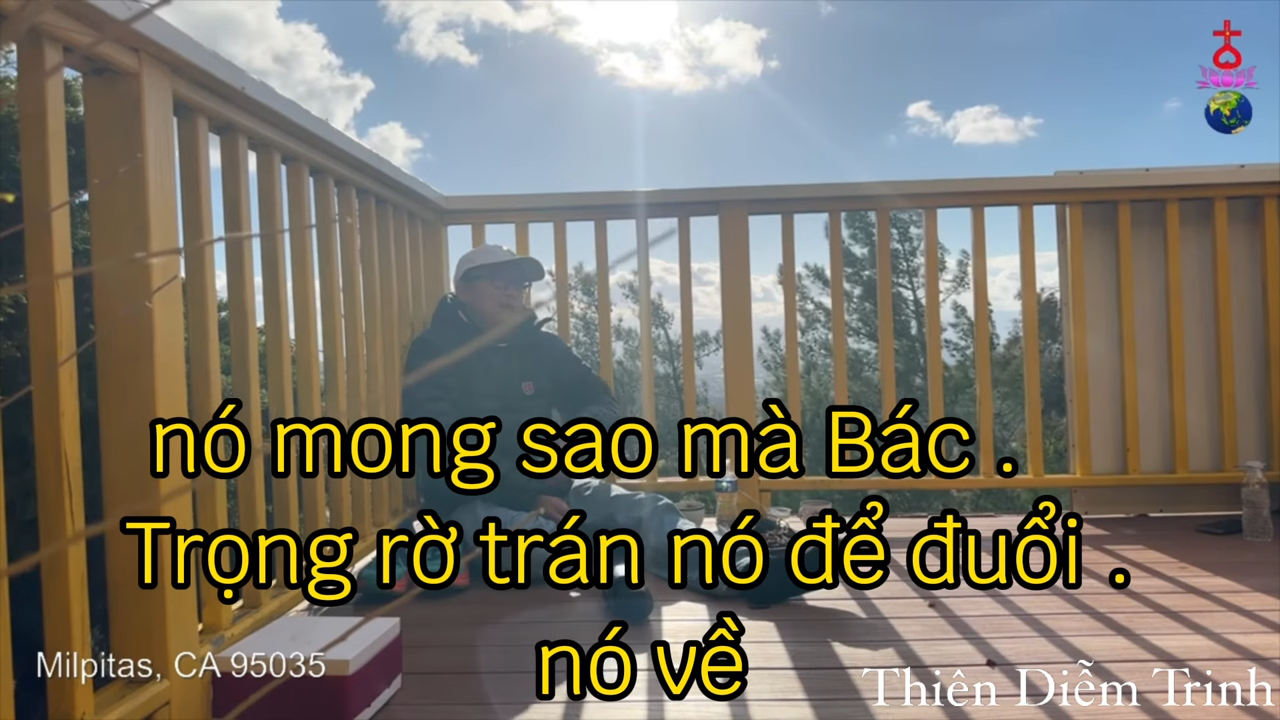 nó mong sao mà Bác .
Trọng rờ trán nó để đuổi .
nó về
Milpitas, CA 95035
Thiên Diễm Trinh